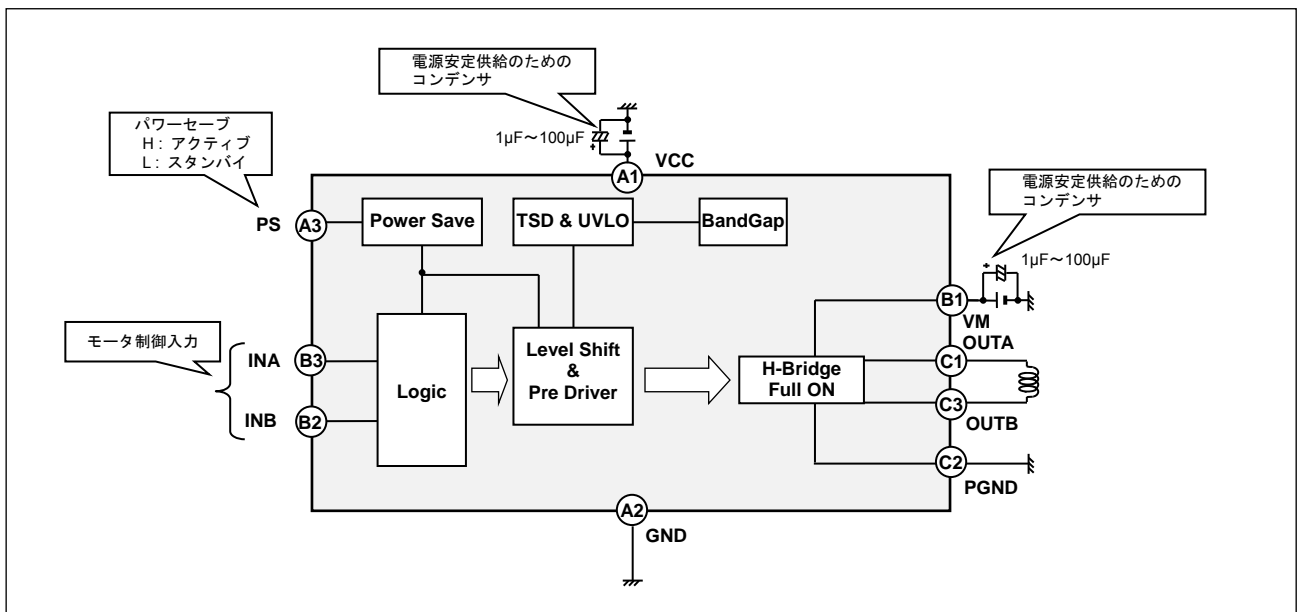 電源安定供給のための
コンデンサ
パワーセーブ
H : アクティブ
L : スタンバイ
1µF～100µF
VCC
A1
電源安定供給のための
コンデンサ
PS
A3
Power Save
TSD & UVLO
BandGap
1µF～100µF
B1
VM
モータ制御入力
INA
B3
INB
B2
Logic
Level Shift
&
Pre Driver
H-Bridge
Full ON
OUTA
C1
C3
OUTB
C2
PGND
A2
GND